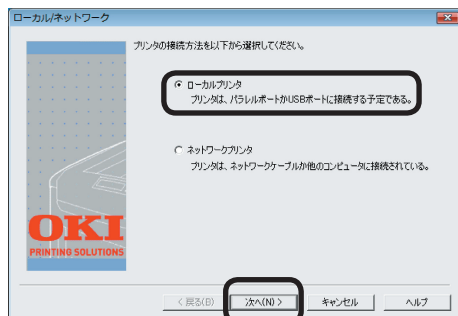 ローカル/ネットワーク
プリンタの接続方法を以下から選択してください。
ローカルプリンタ
プリンタは、パラレルポートかUSBポートに接続する予定である。
ネットワークプリンタ
プリンタは、ネットワークケーブルか他のコンピュータに接続されている。
OKI
PRINTING SOLUTIONS
< 戻る(B) 次へ(N) > キャンセル ヘルプ